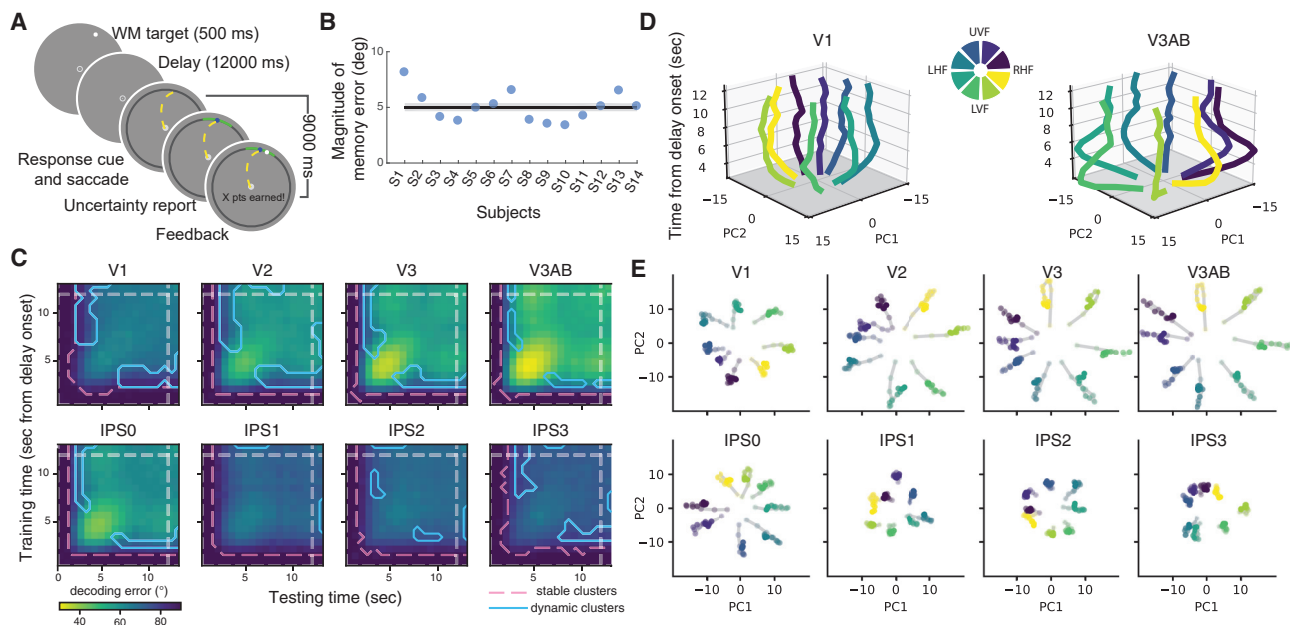 A
WM target (500 ms)
Delay (12000 ms)
9000 ms
Response cue
and saccade
Uncertainty report
X pts earned!
Feedback
B
Magnitude of
memory error (deg)
10
5
0
S1 S2 S3 S4 S5 S6 S7 S8 S9 S10 S11 S12 S13 S14
Subjects
C
V1 V2 V3 V3AB
10
5
IPS0 IPS1 IPS2 IPS3
10
5
0 5 10 5 10 5 10 5 10
Training time (sec from delay onset)
Testing time (sec)
decoding error (°)
40 60 80
stable clusters
dynamic clusters
D
V1 V3AB
UVF
LHF RHF
LVF
Time from delay onset (sec)
12
10
8
6
4
−15 0 15 15 0 −15
PC2 PC1
12
10
8
6
4
−15 0 15 15 0 −15
PC2 PC1
E
V1 V2 V3 V3AB
PC2
10
0
−10
IPS0 IPS1 IPS2 IPS3
PC2
10
0
−10
−10 0 10 −10 0 10 −10 0 10 −10 0 10
PC1 PC1 PC1 PC1